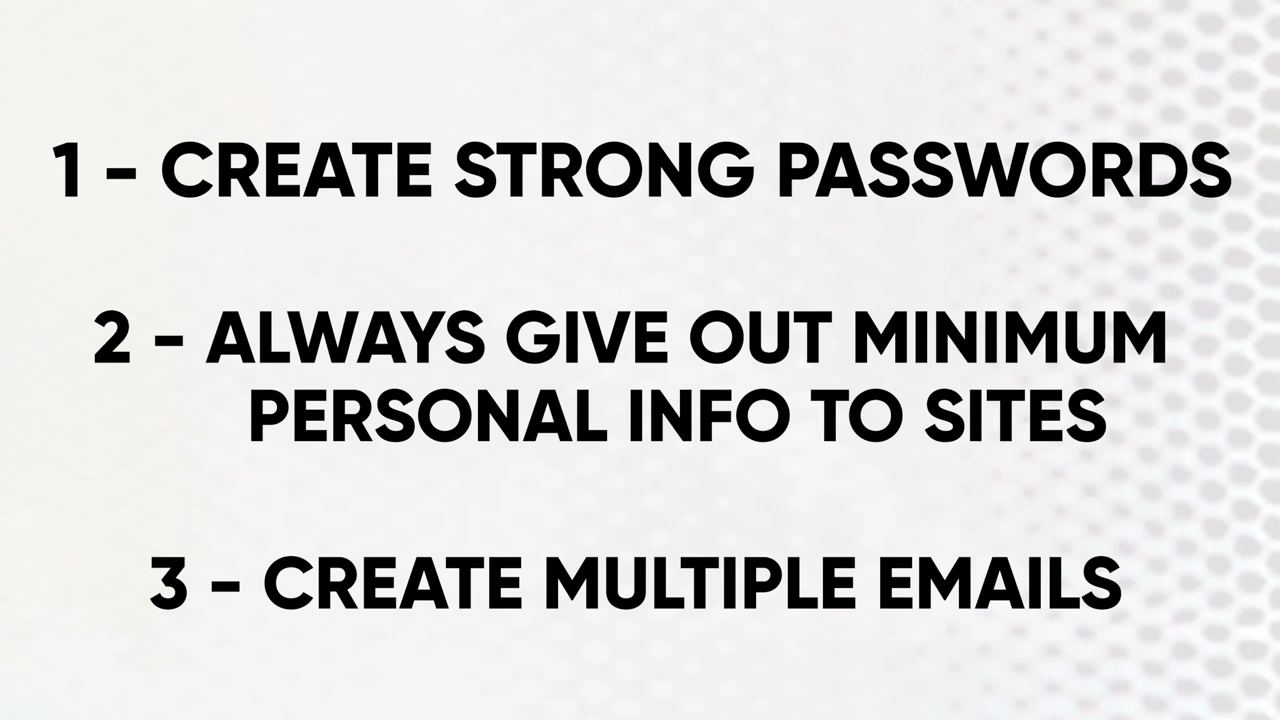 1 - CREATE STRONG PASSWORDS
2 - ALWAYS GIVE OUT MINIMUM
PERSONAL INFO TO SITES
3 - CREATE MULTIPLE EMAILS